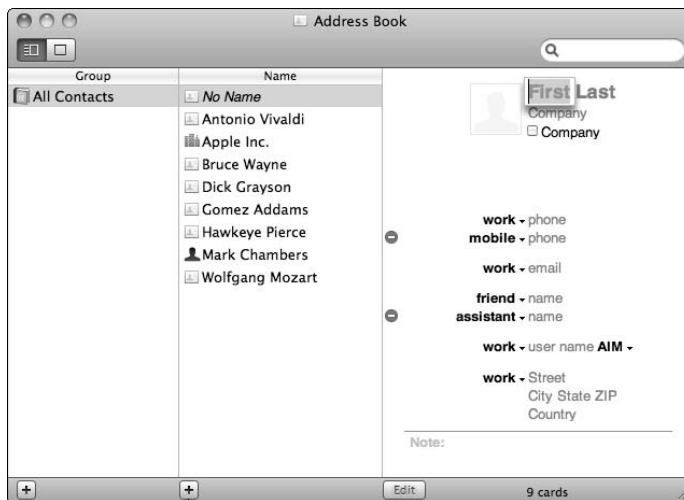 Address Book
Group
Name
All Contacts
No Name
Antonio Vivaldi
Apple Inc.
Bruce Wayne
Dick Grayson
Gomez Addams
Hawkeye Pierce
Mark Chambers
Wolfgang Mozart
First Last
Company
Company
work phone
mobile phone
work email
friend name
assistant name
work user name AIM
work Street
City State ZIP
Country
Note:
Edit
9 cards